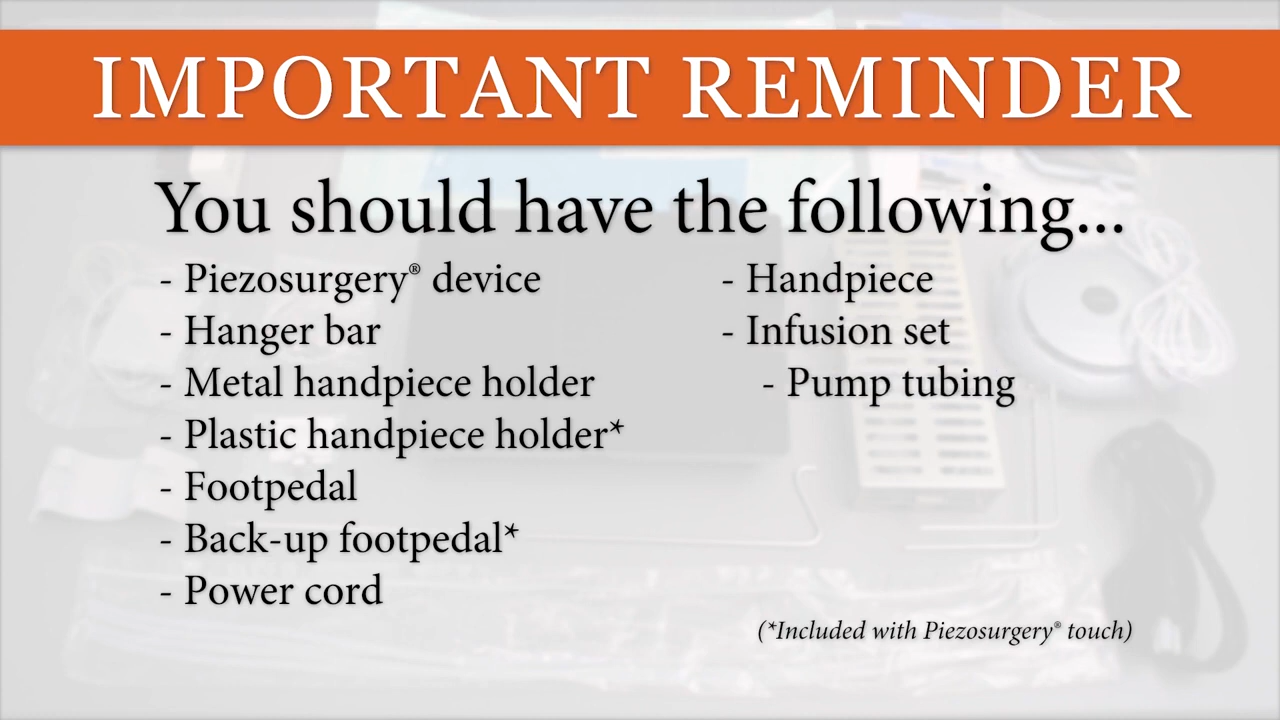 IMPORTANT REMINDER
You should have the following...
- Piezosurgery® device
- Hanger bar
- Metal handpiece holder
- Plastic handpiece holder*
- Footpedal
- Back-up footpedal*
- Power cord
- Handpiece
- Infusion set
- Pump tubing
(*Included with Piezosurgery® touch)